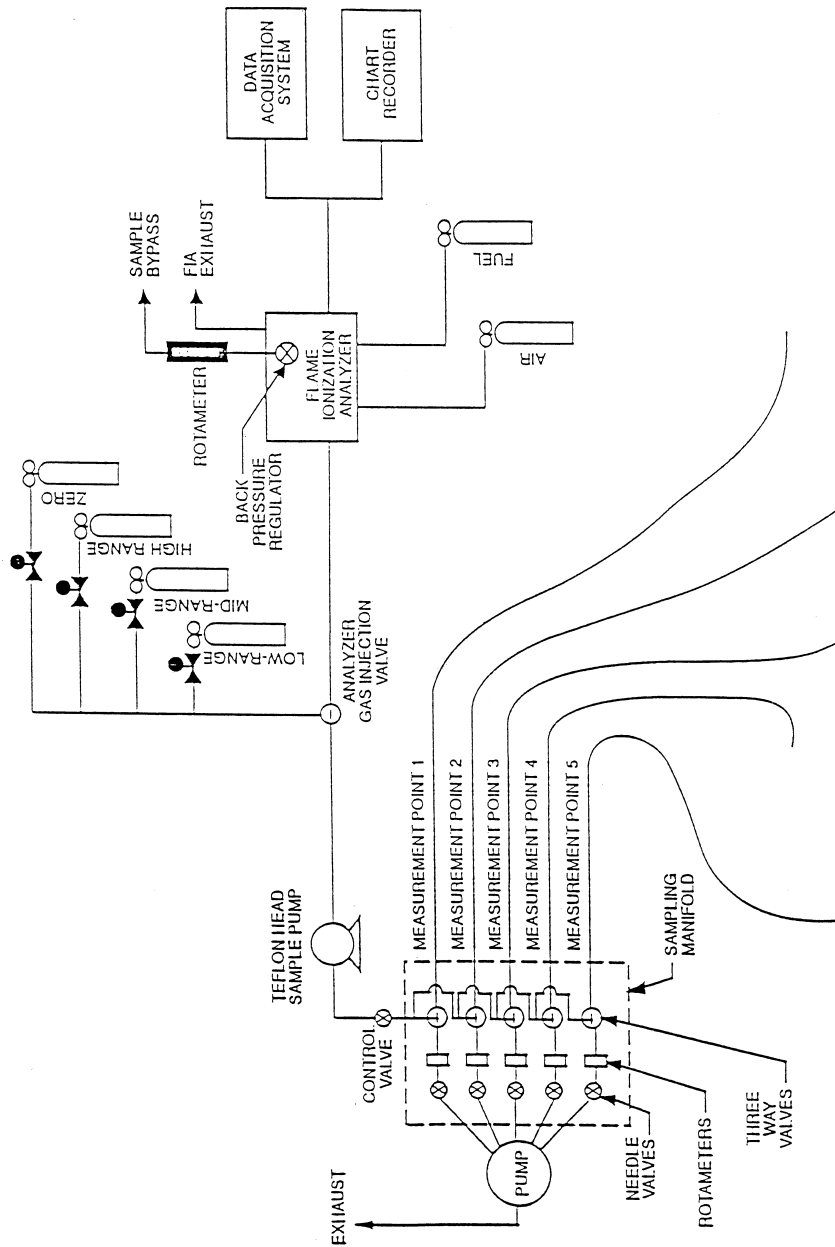 DATA
ACQUISITION
SYSTEM
CHART
RECORDER
SAMPLE
BYPASS
FIA
EXHAUST
ROTAMETER
BACK
PRESSURE
REGULATOR
FLAME
IONIZATION
ANALYZER
FUEL
AIR
ZERO
HIGH RANGE
MID-RANGE
LOW-RANGE
ANALYZER
GAS INJECTION
VALVE
TEFLON HEAD
SAMPLE PUMP
MEASUREMENT POINT 1
MEASUREMENT POINT 2
MEASUREMENT POINT 3
MEASUREMENT POINT 4
MEASUREMENT POINT 5
CONTROL
VALVE
SAMPLING
MANIFOLD
THREE
WAY
VALVES
ROTAMETERS
NEEDLE
VALVES
PUMP
EXHAUST